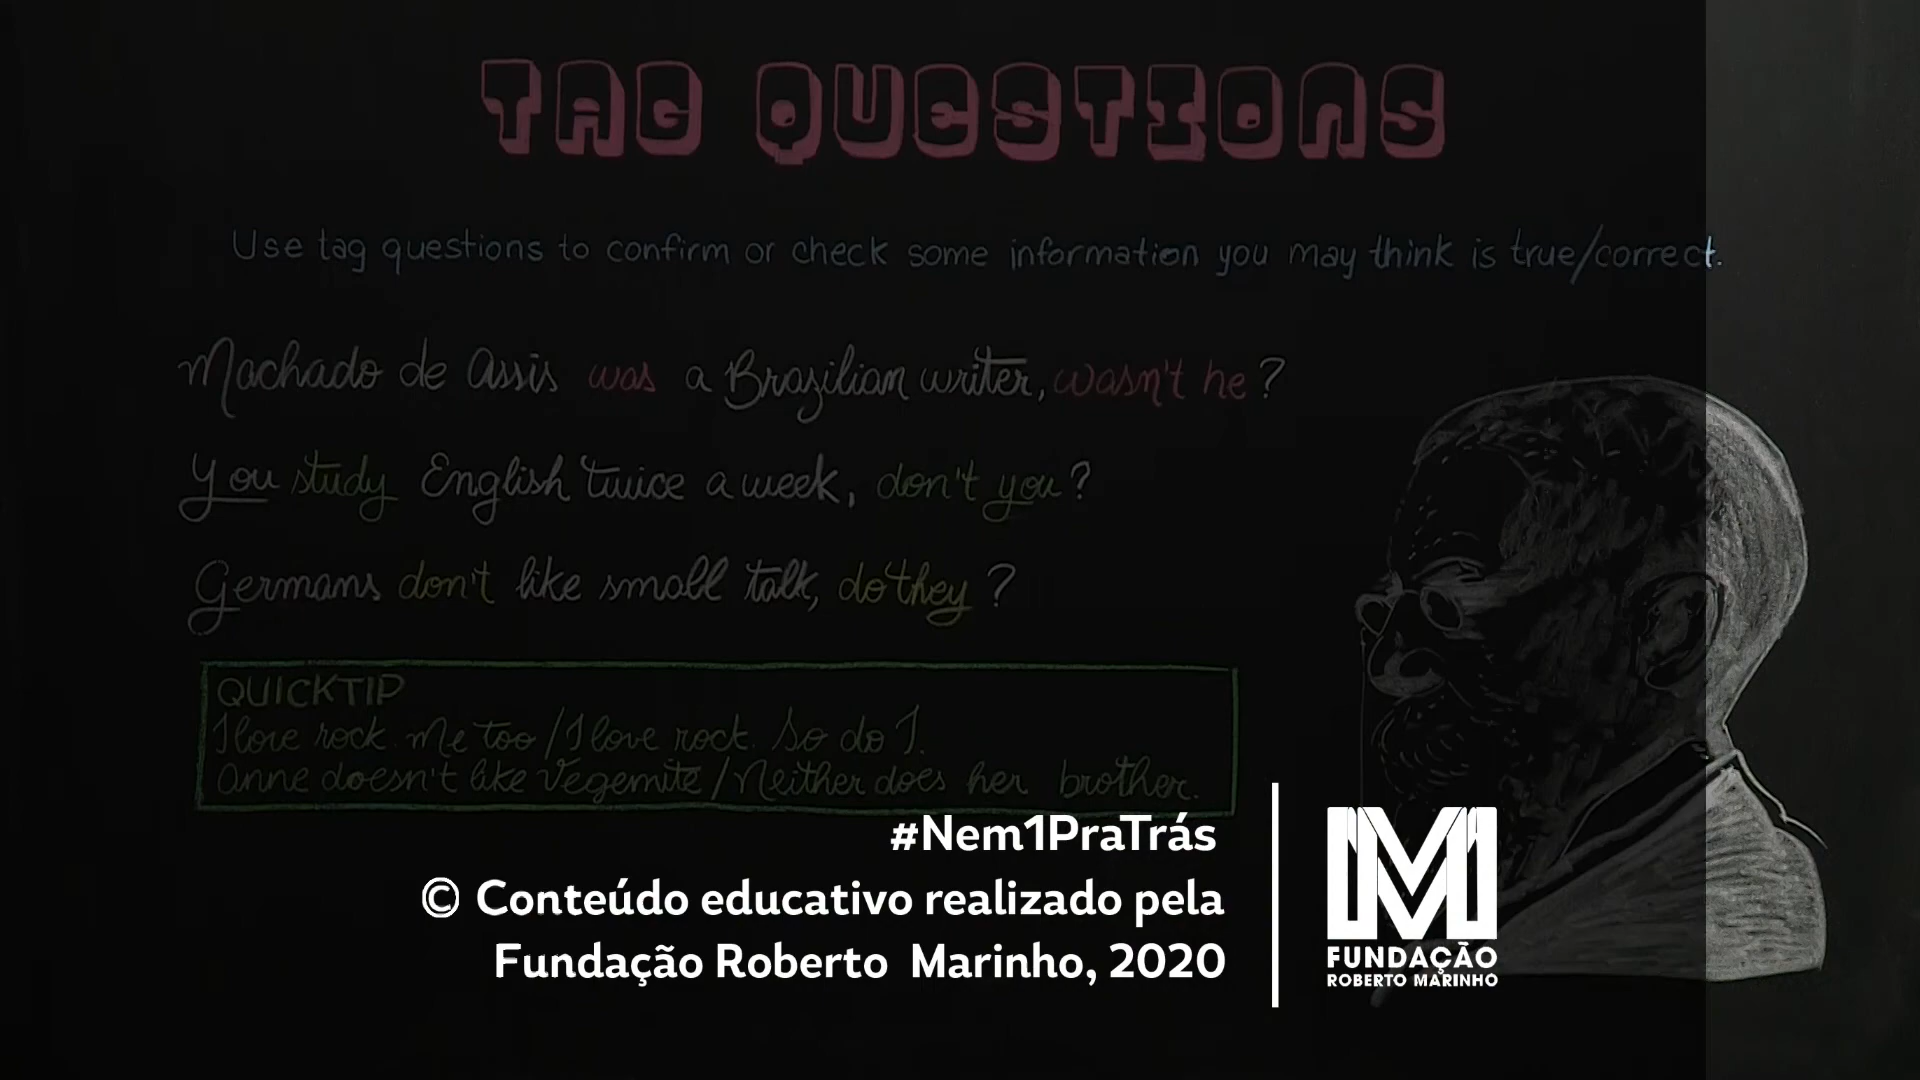 TAG QUESTIONS
Use tag questions to confirm or check some information you may think is true/correct.
Machado de Assis was a Brazilian writer, wasn't he?
You study English twice a week, don't you?
Germans don't like small talk, do they?
QUICKTIP
I love rock. Me too / I love rock. So do I.
Anne doesn't like Vegemite / Neither does her brother.
#Nem1PraTrás
© Conteúdo educativo realizado pela
Fundação Roberto Marinho, 2020
FUNDAÇÃO
ROBERTO MARINHO